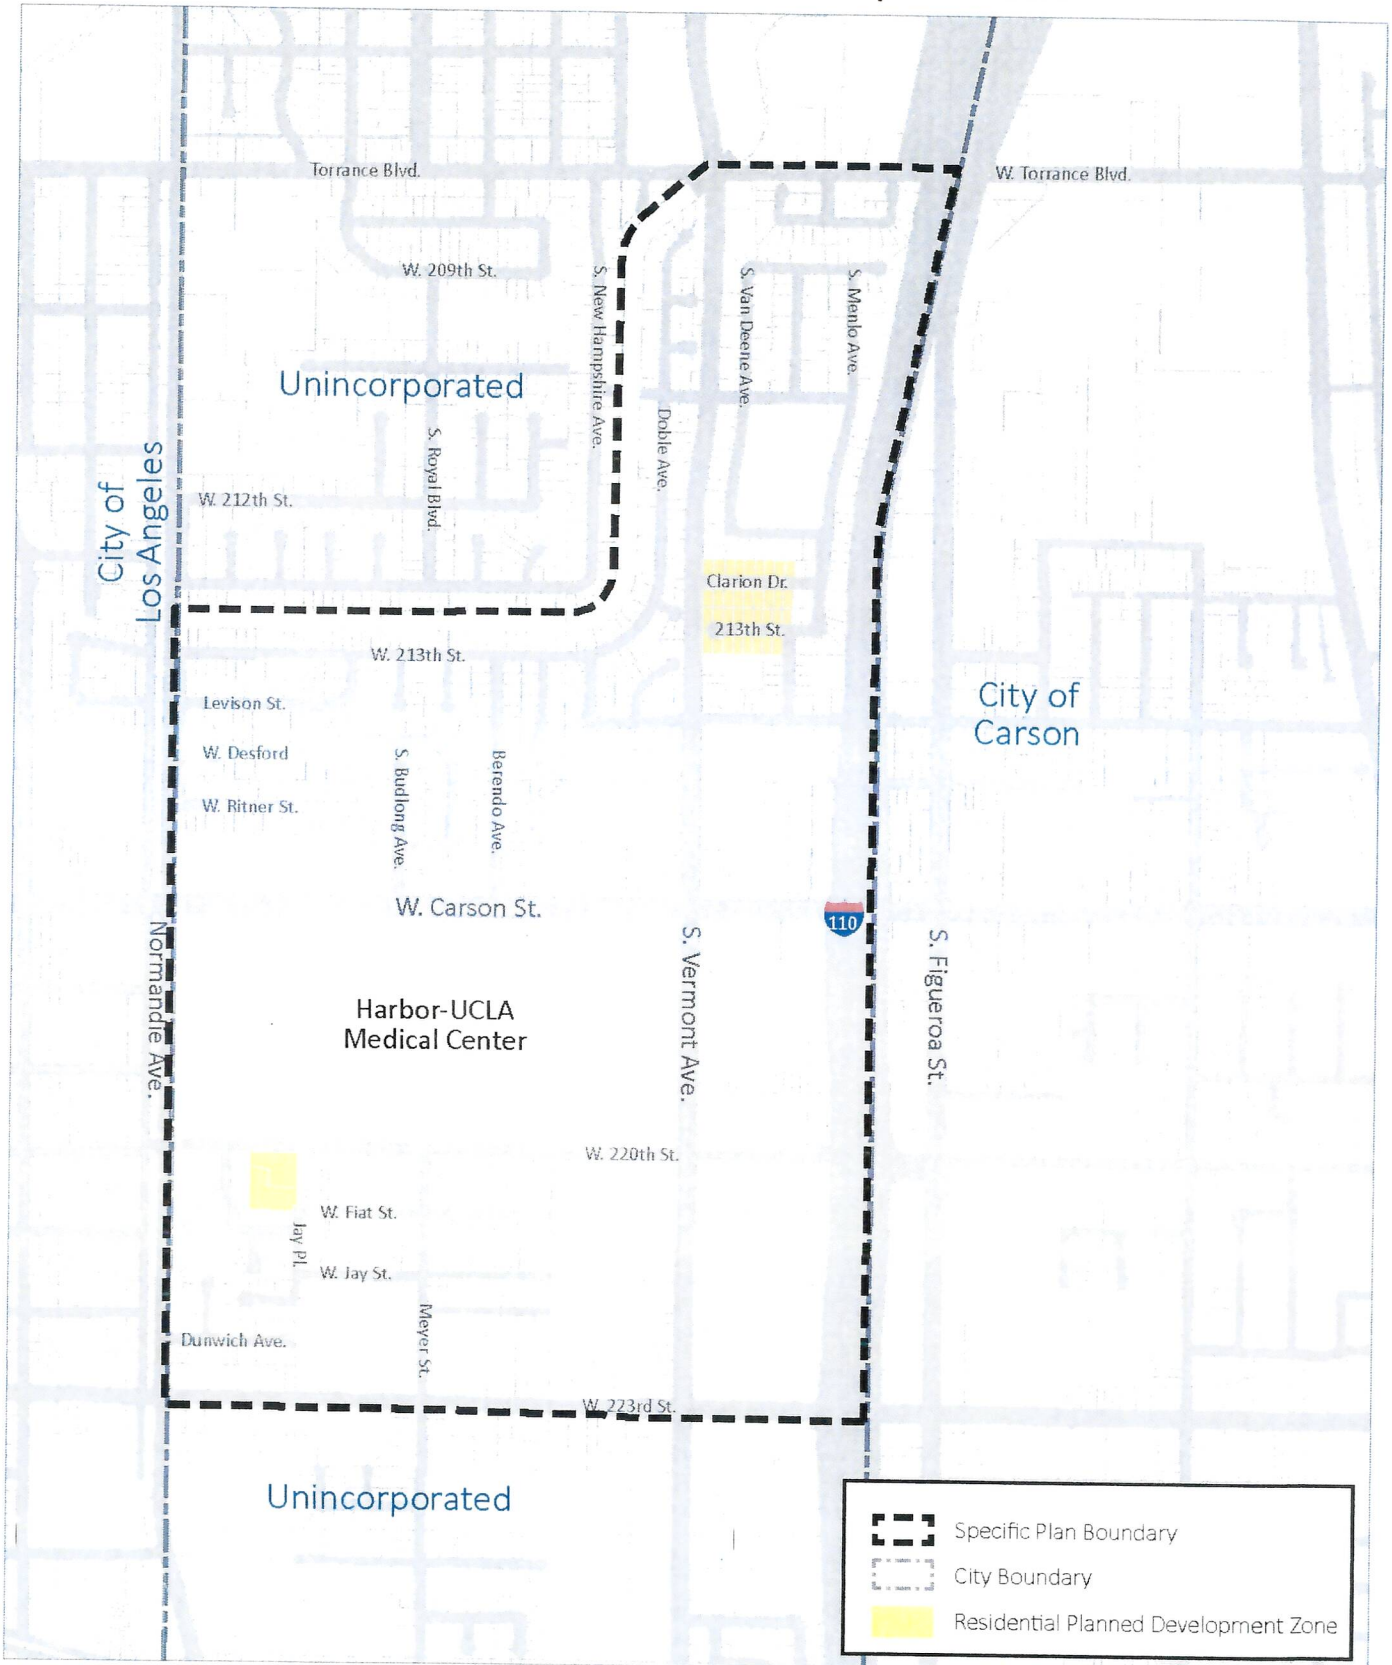 Torrance Blvd.
W. Torrance Blvd.
W. 209th St.
S. New Hampshire Ave.
S. Van Deene Ave.
S. Menlo Ave.
Unincorporated
Doble Ave.
S. Royal Blvd.
City of
Los Angeles
W. 212th St.
Clarion Dr.
213th St.
W. 213th St.
City of
Carson
Levison St.
W. Desford
W. Ritner St.
S. Budlong Ave.
Berendo Ave.
W. Carson St.
110
Normandie Ave.
S. Vermont Ave.
S. Figueroa St.
Harbor-UCLA
Medical Center
W. 220th St.
W. Fiat St.
Jay Pl.
W. Jay St.
Meyer St.
Dunwich Ave.
W. 223rd St.
Unincorporated
Specific Plan Boundary
City Boundary
Residential Planned Development Zone